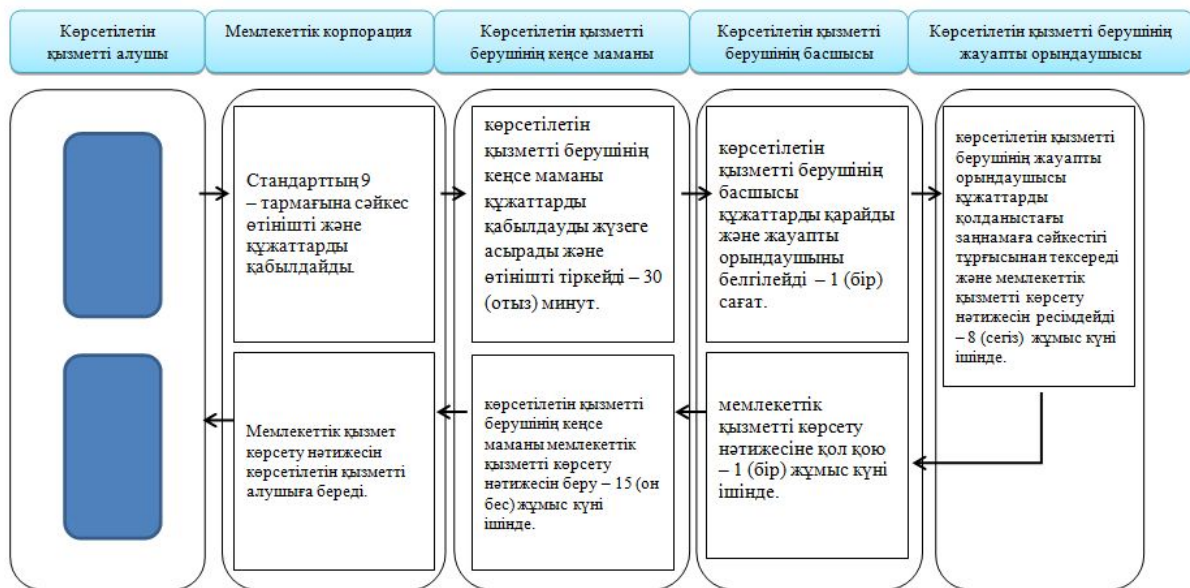 Көрсетілетін
қызметті алушы
Мемлекеттік корпорация
Көрсетілетін қызметті
берушінің кеңсе маманы
Көрсетілетін қызметті
берушінің басшысы
Көрсетілетін қызметті берушінің
жауапты орындаушысы
Стандарттың 9
– тармағына сәйкес
өтінішті және
құжаттарды
қабылдайды.
көрсетілетін
қызметті берушінің
кеңсе маманы
құжаттарды
қабылдауды жүзеге
асырады және
өтінішті тіркейді – 30
(отыз) минут.
көрсетілетін
қызметті берушінің
басшысы
құжаттарды қарайды
және жауапты
орындаушыны
белгілейді – 1 (бір)
сағат.
көрсетілетін қызметті
берушінің жауапты
орындаушысы
құжаттарды
қолданыстағы
заңнамаға сәйкестігі
тұрғысынан тексереді
және мемлекеттік
қызметті көрсету
нәтижесін ресімдейді
– 8 (сегіз) жұмыс күні
ішінде.
Мемлекеттік қызмет
көрсету нәтижесін
көрсетілетін қызметті
алушыға береді.
көрсетілетін қызметті
берушінің кеңсе
маманы мемлекеттік
қызметті көрсету
нәтижесін беру – 15 (он
бес) жұмыс күні
ішінде.
мемлекеттік
қызметті көрсету
нәтижесіне қол қою
– 1 (бір) жұмыс күні
ішінде.